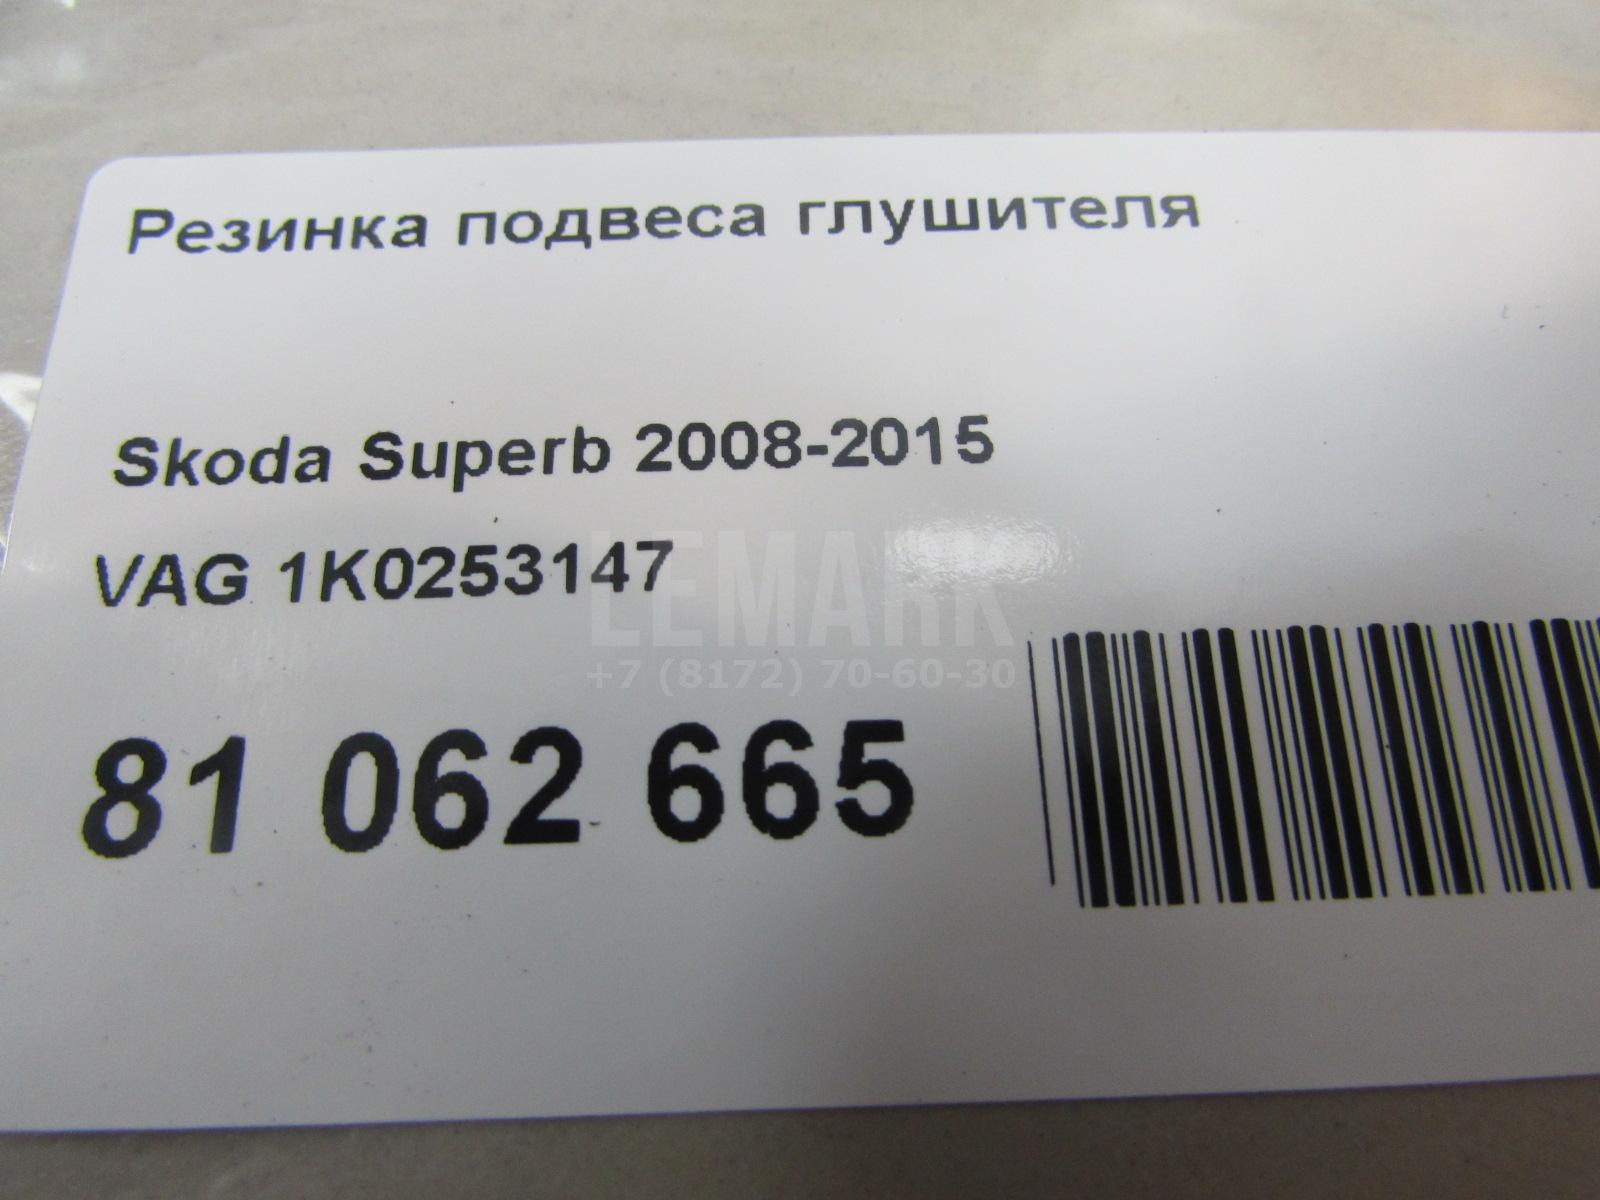 Резинка подвеса глушителя
Skoda Superb 2008-2015
VAG 1K0253147
LEMARK
+7 (8172) 70-60-30
81 062 665